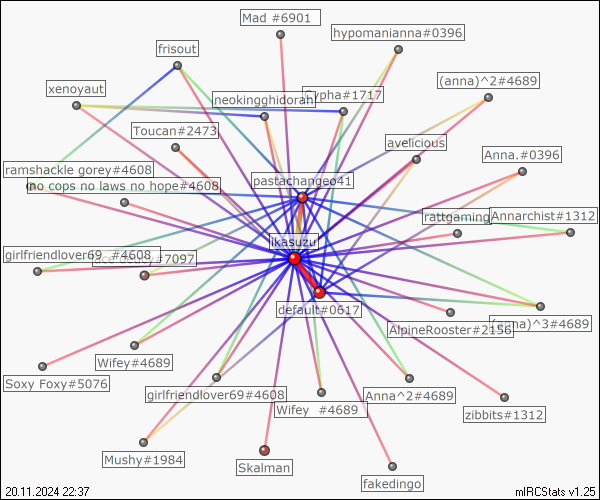 Mad #6901
hypomanianna#0396
frisout
(anna)^2#4689
xenoyaut
neokingghidorah
Cypha#1717
Toucan#2473
avelicious
Anna.#0396
ramshackle gorey#4608
pastachangeo41
no cops no laws no hope#4608
rattgaming
Annarchist#1312
ikasuzu
girlfriendlover69 #4608
#7097
default#0617
(anna)^3#4689
AlpineRooster#2156
Wifey#4689
Soxy Foxy#5076
girlfriendlover69#4608
Anna^2#4689
Wifey #4689
zibbits#1312
Mushy#1984
Skalman
fakedingo
20.11.2024 22:37
mIRCStats v1.25